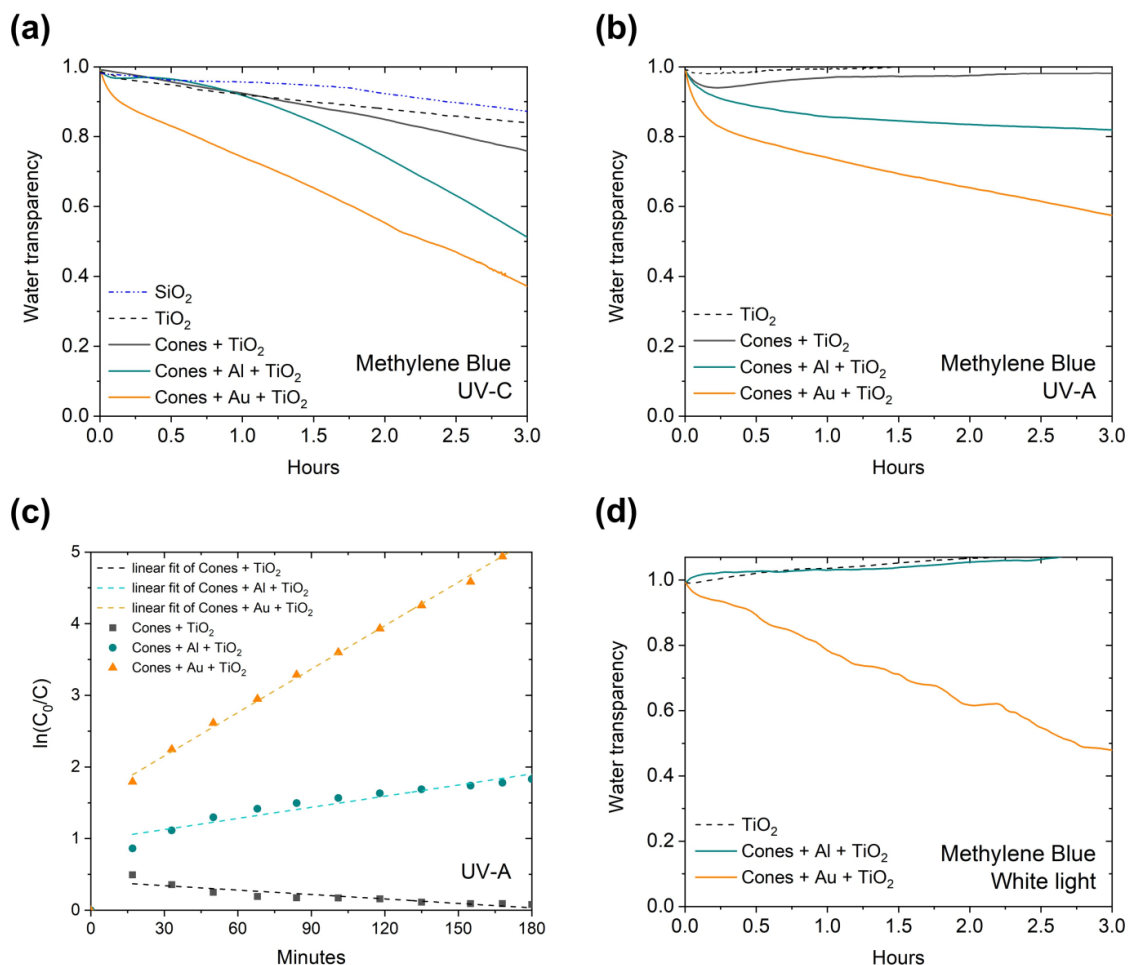 (a)
1.0
0.8
0.6
0.4
0.2
0.0
Water transparency
SiO₂
TiO₂
Cones + TiO₂
Cones + Al + TiO₂
Cones + Au + TiO₂
Methylene Blue
UV-C
0.0 0.5 1.0 1.5 2.0 2.5 3.0
Hours
(b)
1.0
0.8
0.6
0.4
0.2
0.0
Water transparency
TiO₂
Cones + TiO₂
Cones + Al + TiO₂
Cones + Au + TiO₂
Methylene Blue
UV-A
0.0 0.5 1.0 1.5 2.0 2.5 3.0
Hours
(c)
5
4
3
2
1
0
ln(C₀/C)
linear fit of Cones + TiO₂
linear fit of Cones + Al + TiO₂
linear fit of Cones + Au + TiO₂
Cones + TiO₂
Cones + Al + TiO₂
Cones + Au + TiO₂
UV-A
0 30 60 90 120 150 180
Minutes
(d)
1.0
0.8
0.6
0.4
0.2
0.0
Water transparency
TiO₂
Cones + Al + TiO₂
Cones + Au + TiO₂
Methylene Blue
White light
0.0 0.5 1.0 1.5 2.0 2.5 3.0
Hours